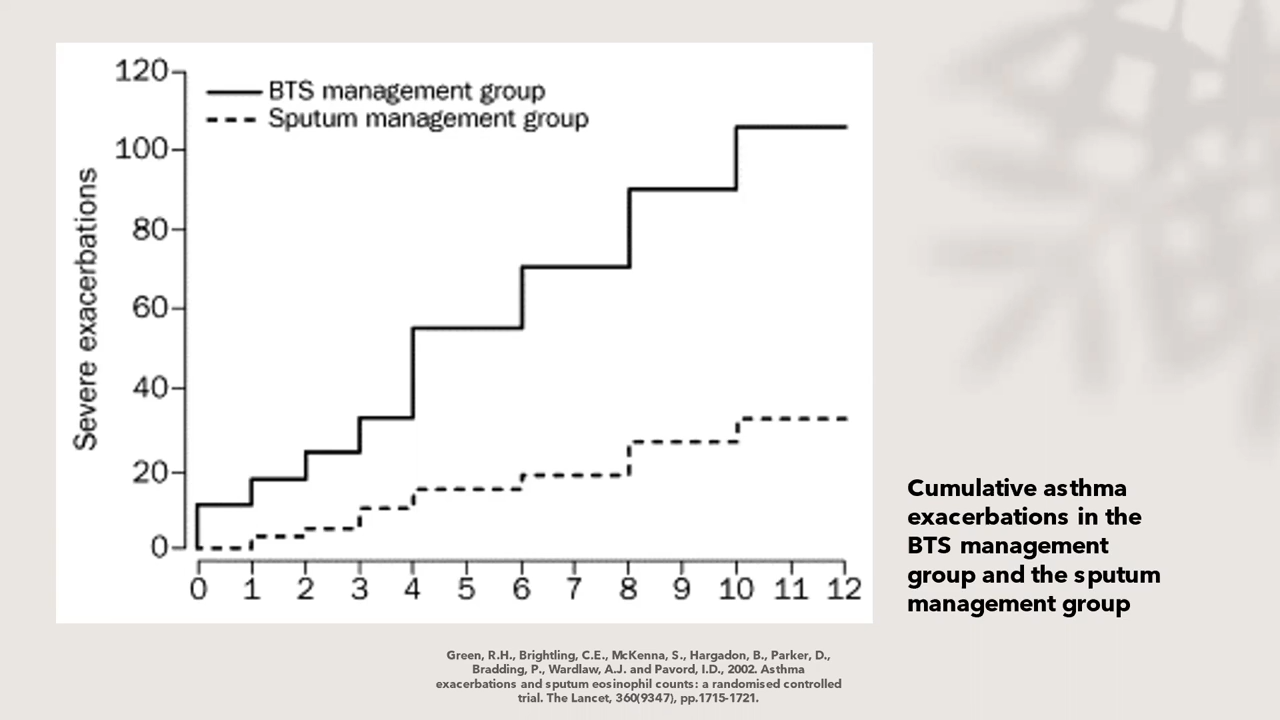 120
100
80
60
40
20
0
Severe exacerbations
BTS management group
Sputum management group
0 1 2 3 4 5 6 7 8 9 10 11 12
Cumulative asthma
exacerbations in the
BTS management
group and the sputum
management group
Green, R.H., Brightling, C.E., McKenna, S., Hargadon, B., Parker, D.,
Bradding, P., Wardlaw, A.J. and Pavord, I.D., 2002. Asthma
exacerbations and sputum eosinophil counts: a randomised controlled
trial. The Lancet, 360(9347), pp.1715-1721.